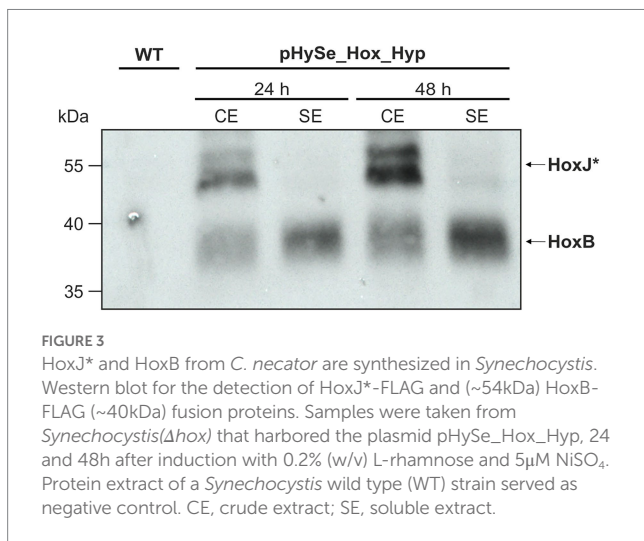 WT
pHySe_Hox_Hyp
24 h
48 h
kDa
CE
SE
CE
SE
55
HoxJ*
40
HoxB
35
FIGURE 3
HoxJ* and HoxB from C. necator are synthesized in Synechocystis.
Western blot for the detection of HoxJ*-FLAG and (~54kDa) HoxB-
FLAG (~40kDa) fusion proteins. Samples were taken from
Synechocystis(Δhox) that harbored the plasmid pHySe_Hox_Hyp, 24
and 48h after induction with 0.2% (w/v) L-rhamnose and 5μM NiSO₄.
Protein extract of a Synechocystis wild type (WT) strain served as
negative control. CE, crude extract; SE, soluble extract.